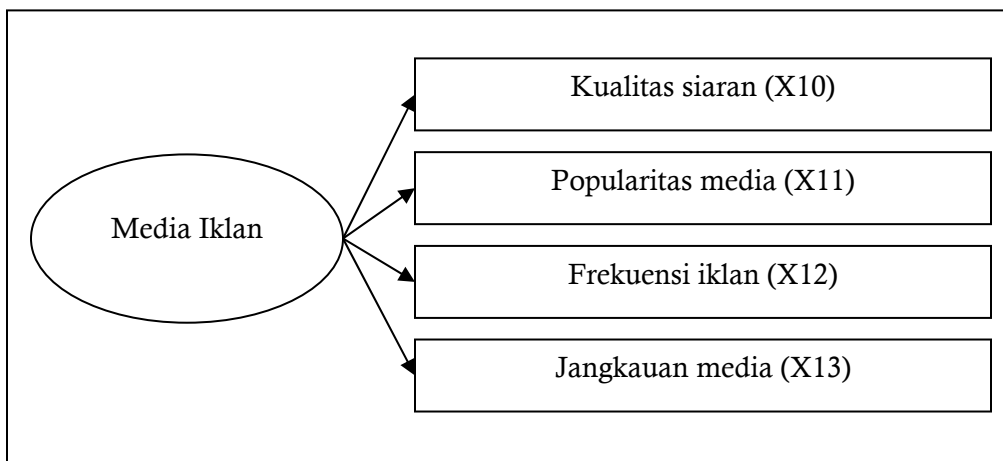 Kualitas siaran (X10)
Popularitas media (X11)
Media Iklan
Frekuensi iklan (X12)
Jangkauan media (X13)